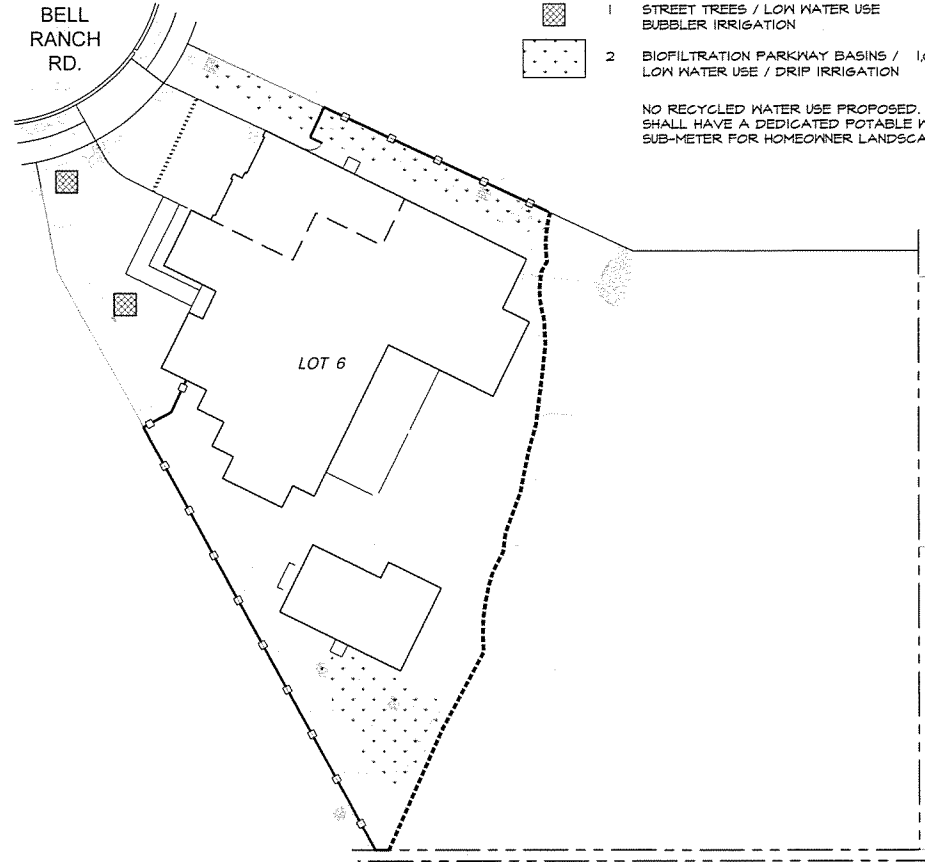 BELL
RANCH
RD.
1 STREET TREES / LOW WATER USE
BUBBLER IRRIGATION
2 BIOFILTRATION PARKWAY BASINS /
LOW WATER USE / DRIP IRRIGATION
NO RECYCLED WATER USE PROPOSED.
SHALL HAVE A DEDICATED POTABLE
SUB-METER FOR HOMEOWNER
LOT 6